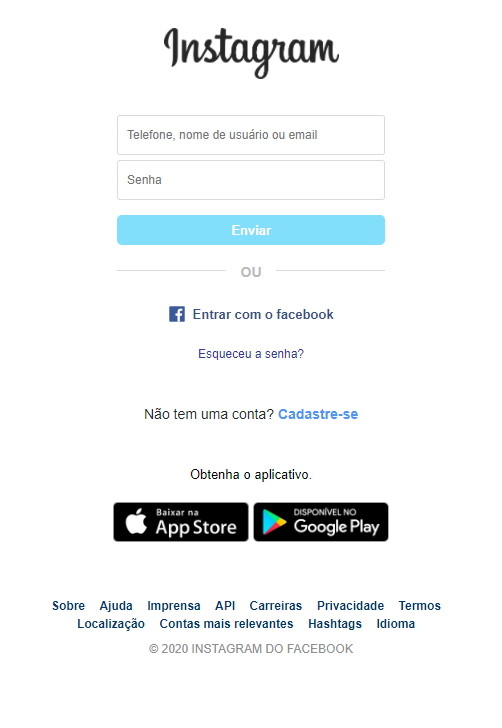 Instagram
Telefone, nome de usuário ou email
Senha
Enviar
OU
Entrar com o facebook
Esqueceu a senha?
Não tem uma conta? Cadastre-se
Obtenha o aplicativo.
Baixar na
App Store
DISPONÍVEL NO
Google Play
Sobre Ajuda Imprensa API Carreiras Privacidade Termos
Localização Contas mais relevantes Hashtags Idioma
© 2020 INSTAGRAM DO FACEBOOK